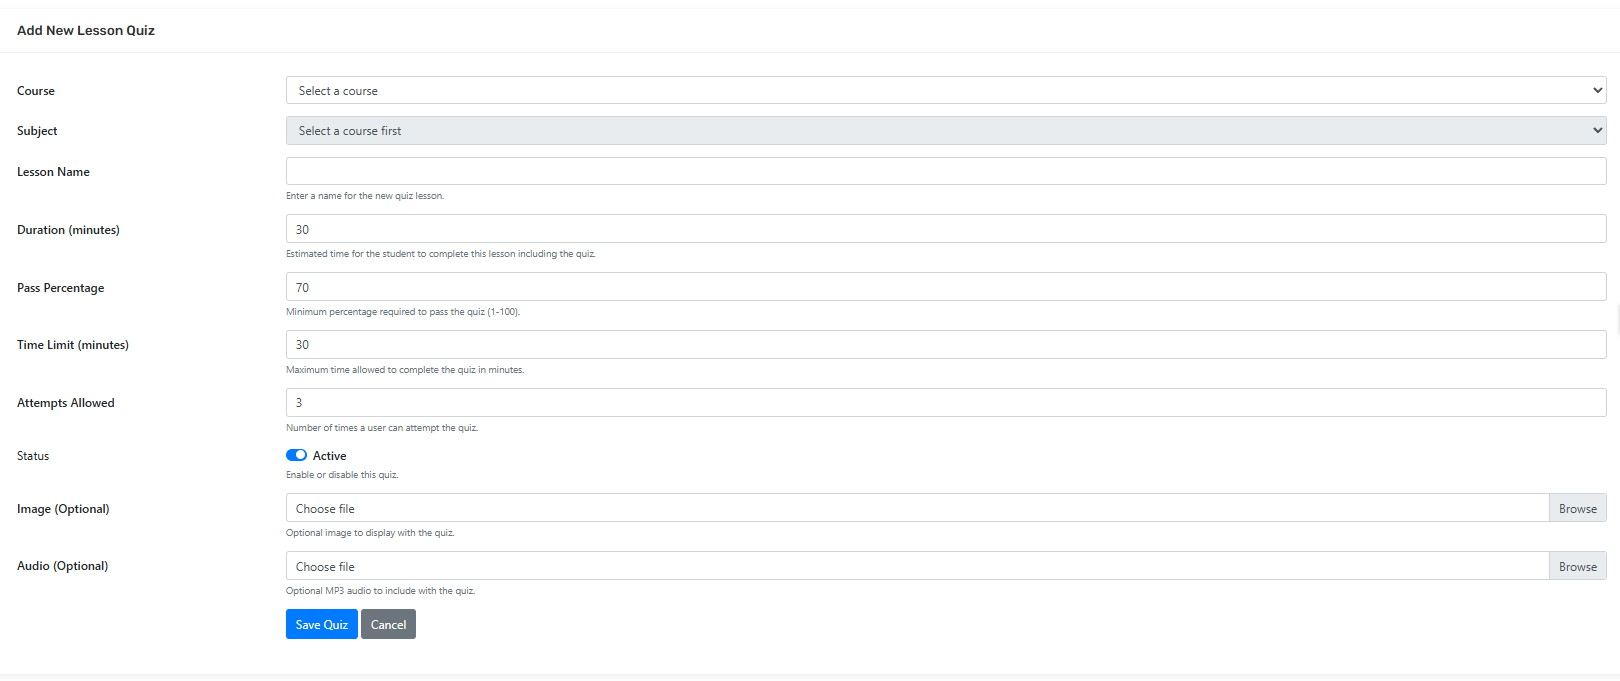 Add New Lesson Quiz
Course
Select a course
Subject
Select a course first
Lesson Name
Enter a name for the new quiz lesson.
Duration (minutes)
30
Estimated time for the student to complete this lesson including the quiz.
Pass Percentage
70
Minimum percentage required to pass the quiz (1-100).
Time Limit (minutes)
30
Maximum time allowed to complete the quiz in minutes.
Attempts Allowed
3
Number of times a user can attempt the quiz.
Status
Active
Enable or disable this quiz.
Image (Optional)
Choose file
Browse
Optional image to display with the quiz.
Audio (Optional)
Choose file
Browse
Optional MP3 audio to include with the quiz.
Save Quiz
Cancel